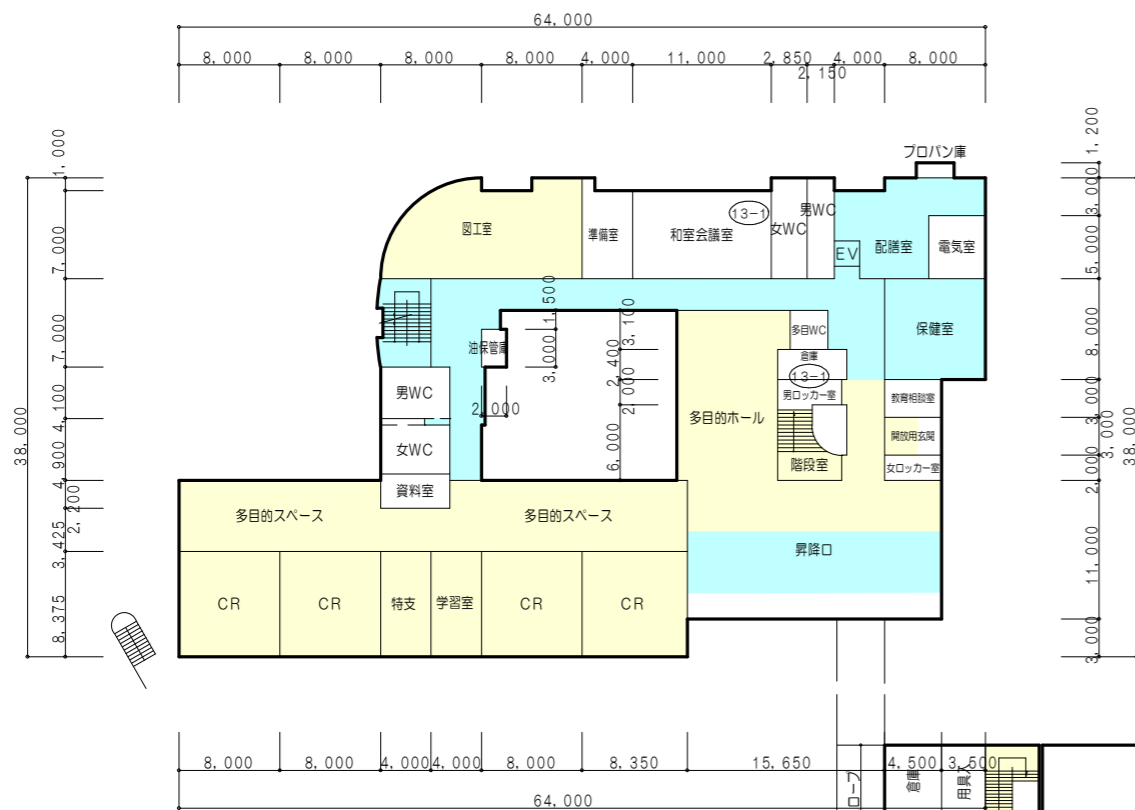 64,000
8,000 8,000 8,000 8,000 4,000 11,000 2,850 4,000 8,000
2,150
1,000
1,200
プロパン庫
3,000
男WC
13-1
図工室 準備室 和室会議室 女WC 配膳室 電気室
EV
7,000
5,000
1,500
3,100
多目WC 保健室
倉庫
油保管庫
7,000
3,000
2,400
8,000
13-1
男WC
男ロッカー室 教育相談室
2,000
2,000
多目的ホール
4,100
3,000
38,000
開放用玄関
3,000
38,000
女WC
6,000
階段室 女ロッカー室
4,900
2,000
資料室
2,200
多目的スペース 多目的スペース
3,425
昇降口
11,000
CR CR 特支 学習室 CR CR
8,375
3,000
8,000 8,000 4,000 4,000 8,000 8,350 15,650 4,500 3,500
ロープ
倉庫
用具入
64,000